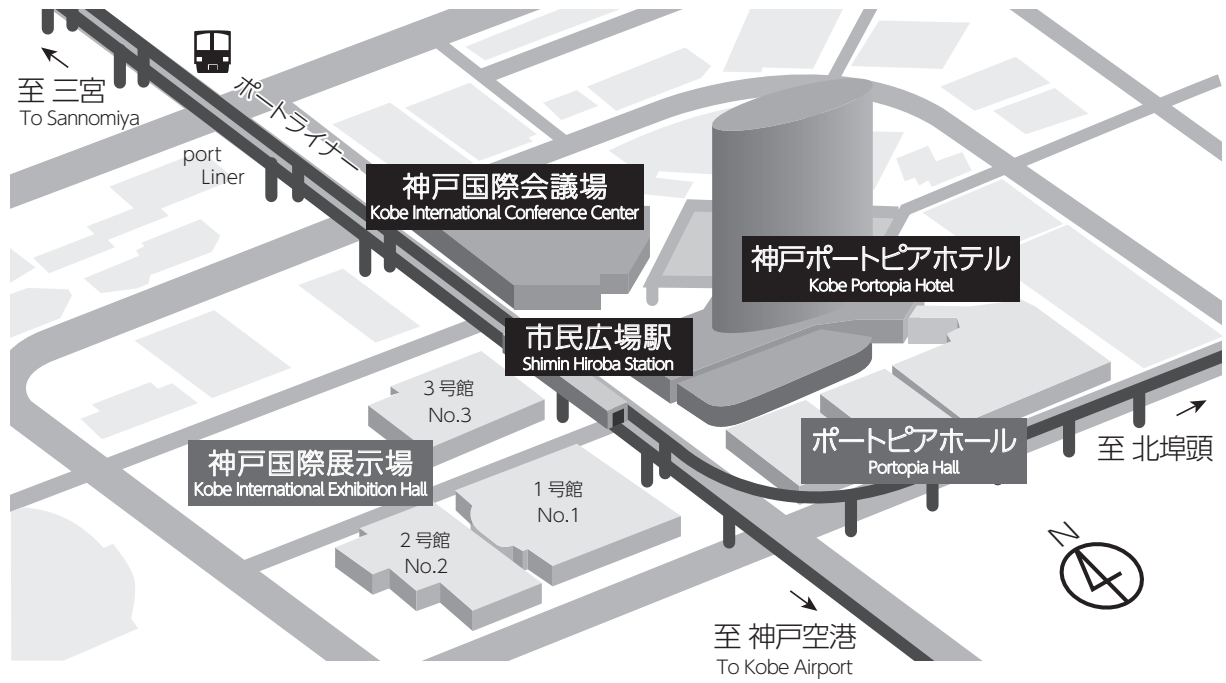 至 三宮
To Sannomiya
ポートライナー
port
Liner
神戸国際会議場
Kobe International Conference Center
神戸ポートピアホテル
Kobe Portopia Hotel
市民広場駅
Shimin Hiroba Station
3 号館
No.3
神戸国際展示場
Kobe International Exhibition Hall
ポートピアホール
Portopia Hall
至 北埠頭
1 号館
No.1
2 号館
No.2
N
至 神戸空港
To Kobe Airport